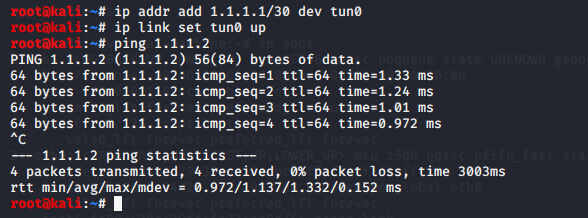 root@kali:~# ip addr add 1.1.1.1/30 dev tun0
root@kali:~# ip link set tun0 up
root@kali:~# ping 1.1.1.2
PING 1.1.1.2 (1.1.1.2) 56(84) bytes of data.
64 bytes from 1.1.1.2: icmp_seq=1 ttl=64 time=1.33 ms
64 bytes from 1.1.1.2: icmp_seq=2 ttl=64 time=1.24 ms
64 bytes from 1.1.1.2: icmp_seq=3 ttl=64 time=1.01 ms
64 bytes from 1.1.1.2: icmp_seq=4 ttl=64 time=0.972 ms
^C
--- 1.1.1.2 ping statistics ---
4 packets transmitted, 4 received, 0% packet loss, time 3003ms
rtt min/avg/max/mdev = 0.972/1.137/1.332/0.152 ms
root@kali:~#